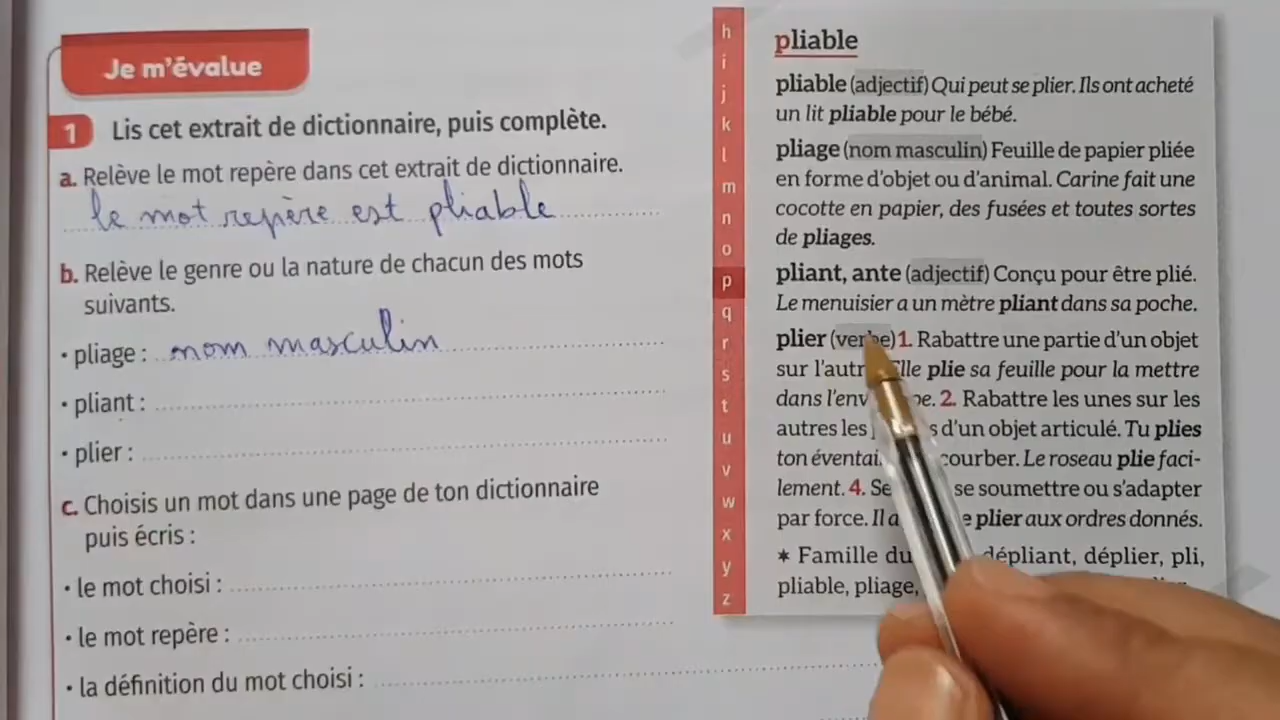 Je m'évalue
1 Lis cet extrait de dictionnaire, puis complète.
a. Relève le mot repère dans cet extrait de dictionnaire.
le mot repère est pliable
b. Relève le genre ou la nature de chacun des mots
suivants.
• pliage : nom masculin
• pliant :
• plier :
c. Choisis un mot dans une page de ton dictionnaire
puis écris :
• le mot choisi :
• le mot repère :
• la définition du mot choisi :
h
i
j
k
l
m
n
o
p
q
r
s
t
u
v
w
x
y
z
pliable
pliable (adjectif) Qui peut se plier. Ils ont acheté
un lit pliable pour le bébé.
pliage (nom masculin) Feuille de papier pliée
en forme d'objet ou d'animal. Carine fait une
cocotte en papier, des fusées et toutes sortes
de pliages.
pliant, ante (adjectif) Conçu pour être plié.
Le menuisier a un mètre pliant dans sa poche.
plier (verbe) 1. Rabattre une partie d'un objet
sur l'autre. Elle plie sa feuille pour la mettre
dans l'enveloppe. 2. Rabattre les unes sur les
autres les d'un objet articulé. Tu plies
ton courber. Le roseau plie faci-
lement. 4. Se se soumettre ou s'adapter
par force. Il plier aux ordres donnés.
* Famille du dépliant, déplier, pli,
pliable, pliage,